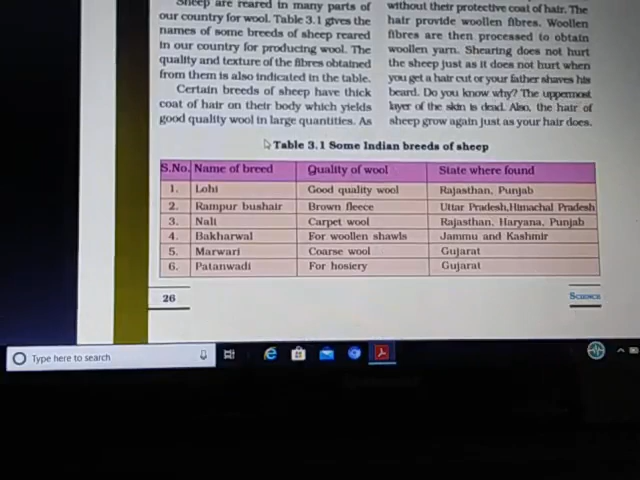 Sheep are reared in many parts of
our country for wool. Table 3.1 gives the
names of some breeds of sheep reared
in our country for producing wool. The
quality and texture of the fibres obtained
from them is also indicated in the table.
Certain breeds of sheep have thick
coat of hair on their body which yields
good quality wool in large quantities. As
without their protective coat of hair. The
hair provide woollen fibres. Woollen
fibres are then processed to obtain
woollen yarn. Shearing does not hurt
the sheep just as it does not hurt when
you get a hair cut or your father shaves his
beard. Do you know why? The uppermost
layer of the skin is dead. Also, the hair of
sheep grow again just as your hair does.
Table 3.1 Some Indian breeds of sheep
S.No. Name of breed Quality of wool State where found
1. Lohi Good quality wool Rajasthan, Punjab
2. Rampur bushair Brown fleece Uttar Pradesh,Himachal Pradesh
3. Nali Carpet wool Rajasthan, Haryana, Punjab
4. Bakharwal For woollen shawls Jammu and Kashmir
5. Marwari Coarse wool Gujarat
6. Patanwadi For hosiery Gujarat
26
SCIENCE
Type here to search